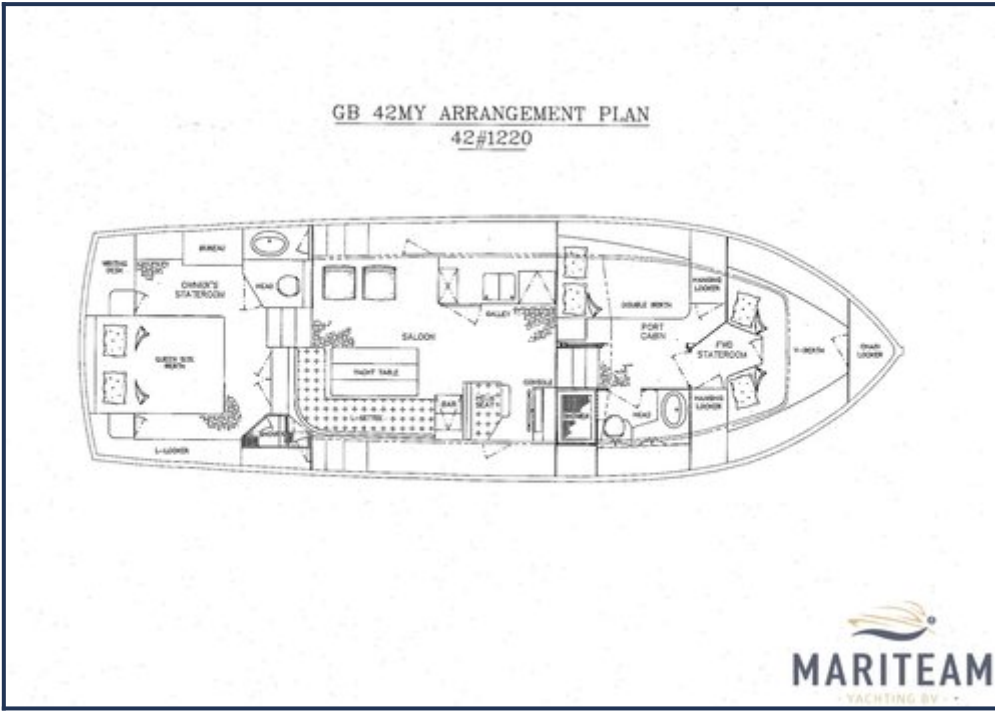 GB 42MY ARRANGEMENT PLAN
42#1220
BUREAU
WRITING
DESK
OWNER'S
STATEROOM
HEAD
QUEEN SIZE
BERTH
L-LOCKER
SALOON
GALLEY
YACHT TABLE
L-SETTEE
BAR
HELM
SEAT
CONSOLE
DOUBLE BERTH
HANGING
LOCKER
PORT
CABIN
FWD
STATEROOM
V-BERTH
CHAIN
LOCKER
SHOWER
HEAD
HANGING
LOCKER
MARITEAM
- YACHTING BV -